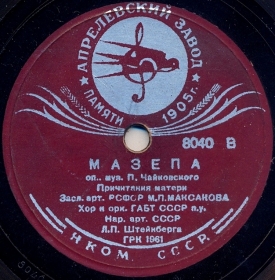 АПРЕЛЕВСКИЙ ЗАВОД
ПАМЯТИ 1905 г.
8040 В
МАЗЕПА
оп., муз. П. Чайковского
Причитания матери
Засл. арт. РСФСР М.П.МАКСАКОВА
Хор и орк. ГАБТ СССР п.у.
Нар. арт. СССР
Л.П. Штейнберга
ГРК 1961
НКОМ. СССР.